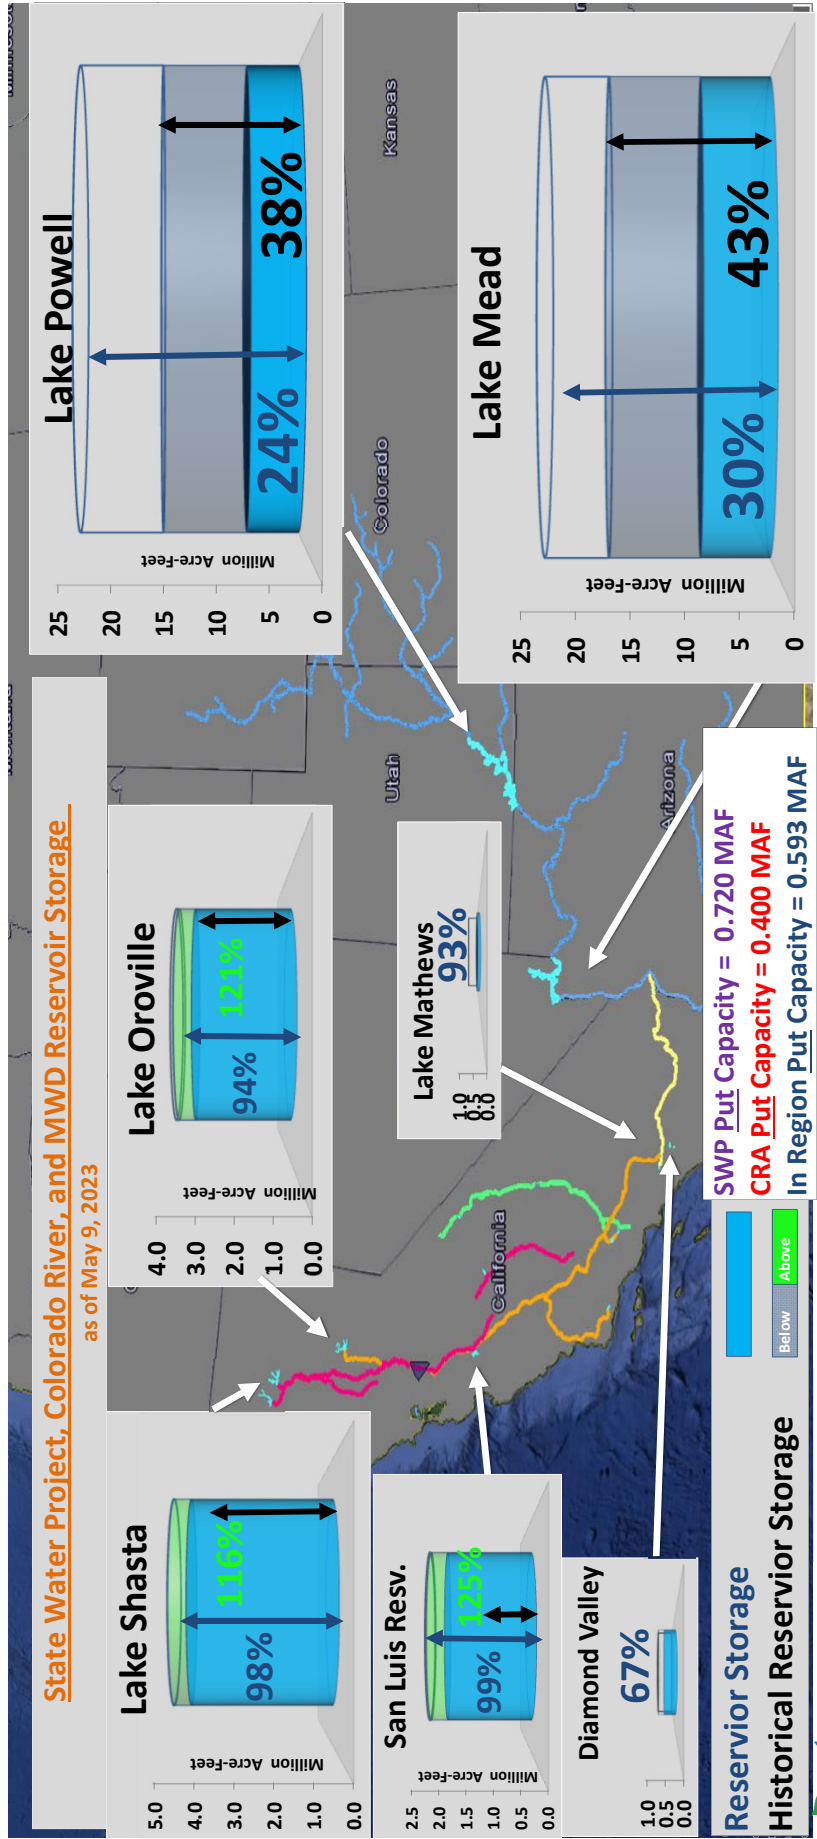 State Water Project, Colorado River, and MWD Reservoir Storage
as of May 9, 2023
Lake Shasta
Million Acre-Feet
5.0
4.0
3.0
2.0
1.0
0.0
98%
116%
Lake Oroville
Million Acre-Feet
4.0
3.0
2.0
1.0
0.0
94%
121%
Lake Powell
Million Acre-Feet
25
20
15
10
5
0
24%
38%
San Luis Resv.
Million Acre-Feet
2.5
2.0
1.5
1.0
0.5
0.0
99%
125%
Lake Mathews
1.0
0.5
0.0
93%
Lake Mead
Million Acre-Feet
25
20
15
10
5
0
30%
43%
Diamond Valley
1.0
0.5
0.0
67%
California
Utah
Colorado
Kansas
Arizona
Reservior Storage
Historical Reservior Storage
Below
Above
SWP Put Capacity = 0.720 MAF
CRA Put Capacity = 0.400 MAF
In Region Put Capacity = 0.593 MAF